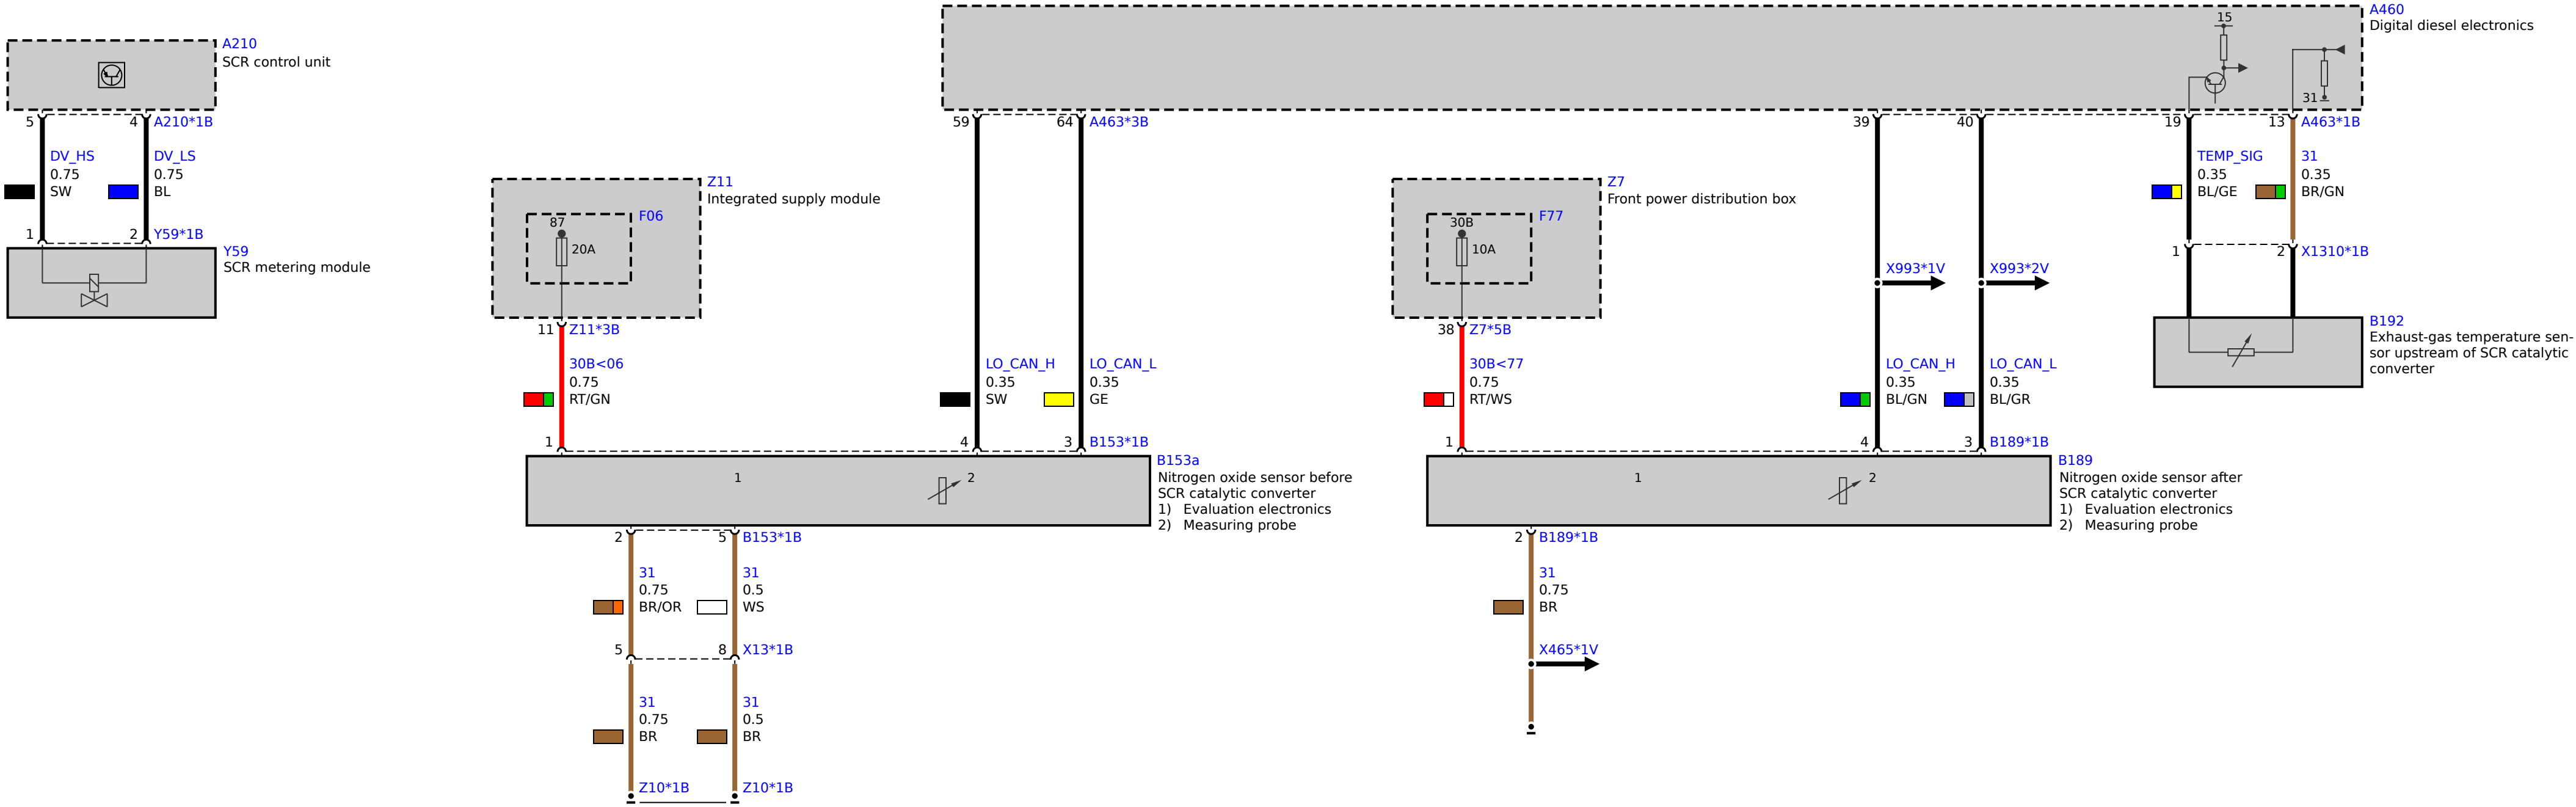 A460
Digital diesel electronics
15
31
A210
SCR control unit
5
4
A210*1B
DV_HS
0.75
SW
DV_LS
0.75
BL
1
2
Y59*1B
Y59
SCR metering module
Z11
Integrated supply module
F06
87
20A
11
Z11*3B
30B<06
0.75
RT/GN
1
59
64
A463*3B
LO_CAN_H
0.35
SW
LO_CAN_L
0.35
GE
4
3
B153*1B
B153a
Nitrogen oxide sensor before
SCR catalytic converter
1) Evaluation electronics
2) Measuring probe
1
2
2
5
B153*1B
31
0.75
BR/OR
31
0.5
WS
5
8
X13*1B
31
0.75
BR
31
0.5
BR
Z10*1B
Z10*1B
Z7
Front power distribution box
F77
30B
10A
38
Z7*5B
30B<77
0.75
RT/WS
1
39
40
X993*1V
X993*2V
LO_CAN_H
0.35
BL/GN
LO_CAN_L
0.35
BL/GR
4
3
B189*1B
B189
Nitrogen oxide sensor after
SCR catalytic converter
1) Evaluation electronics
2) Measuring probe
1
2
2
B189*1B
31
0.75
BR
X465*1V
19
13
A463*1B
TEMP_SIG
0.35
BL/GE
31
0.35
BR/GN
1
2
X1310*1B
B192
Exhaust-gas temperature sen-
sor upstream of SCR catalytic
converter